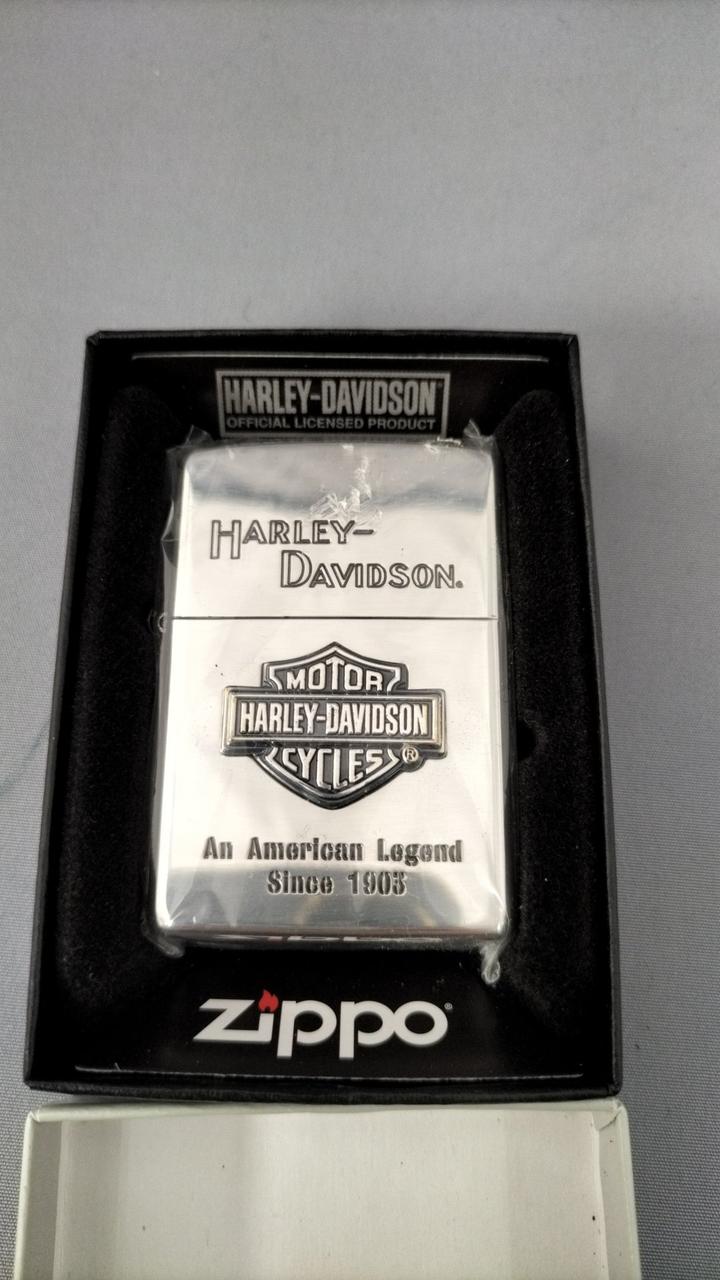 HARLEY-DAVIDSON
OFFICIAL LICENSED PRODUCT
HARLEY-
DAVIDSON.
MOTOR
HARLEY-DAVIDSON
CYCLES ®
An American Legend
Since 1903
zippo®